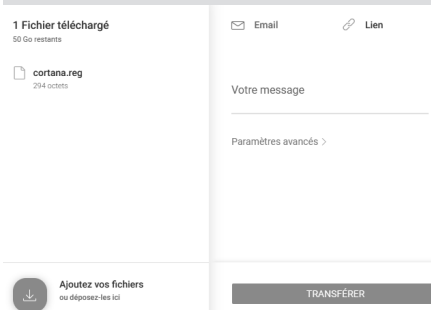 1 Fichier téléchargé
50 Go restants
cortana.reg
294 octets
Ajoutez vos fichiers
ou déposez-les ici
Email
Lien
Votre message
Paramètres avancés >
TRANSFÉRER